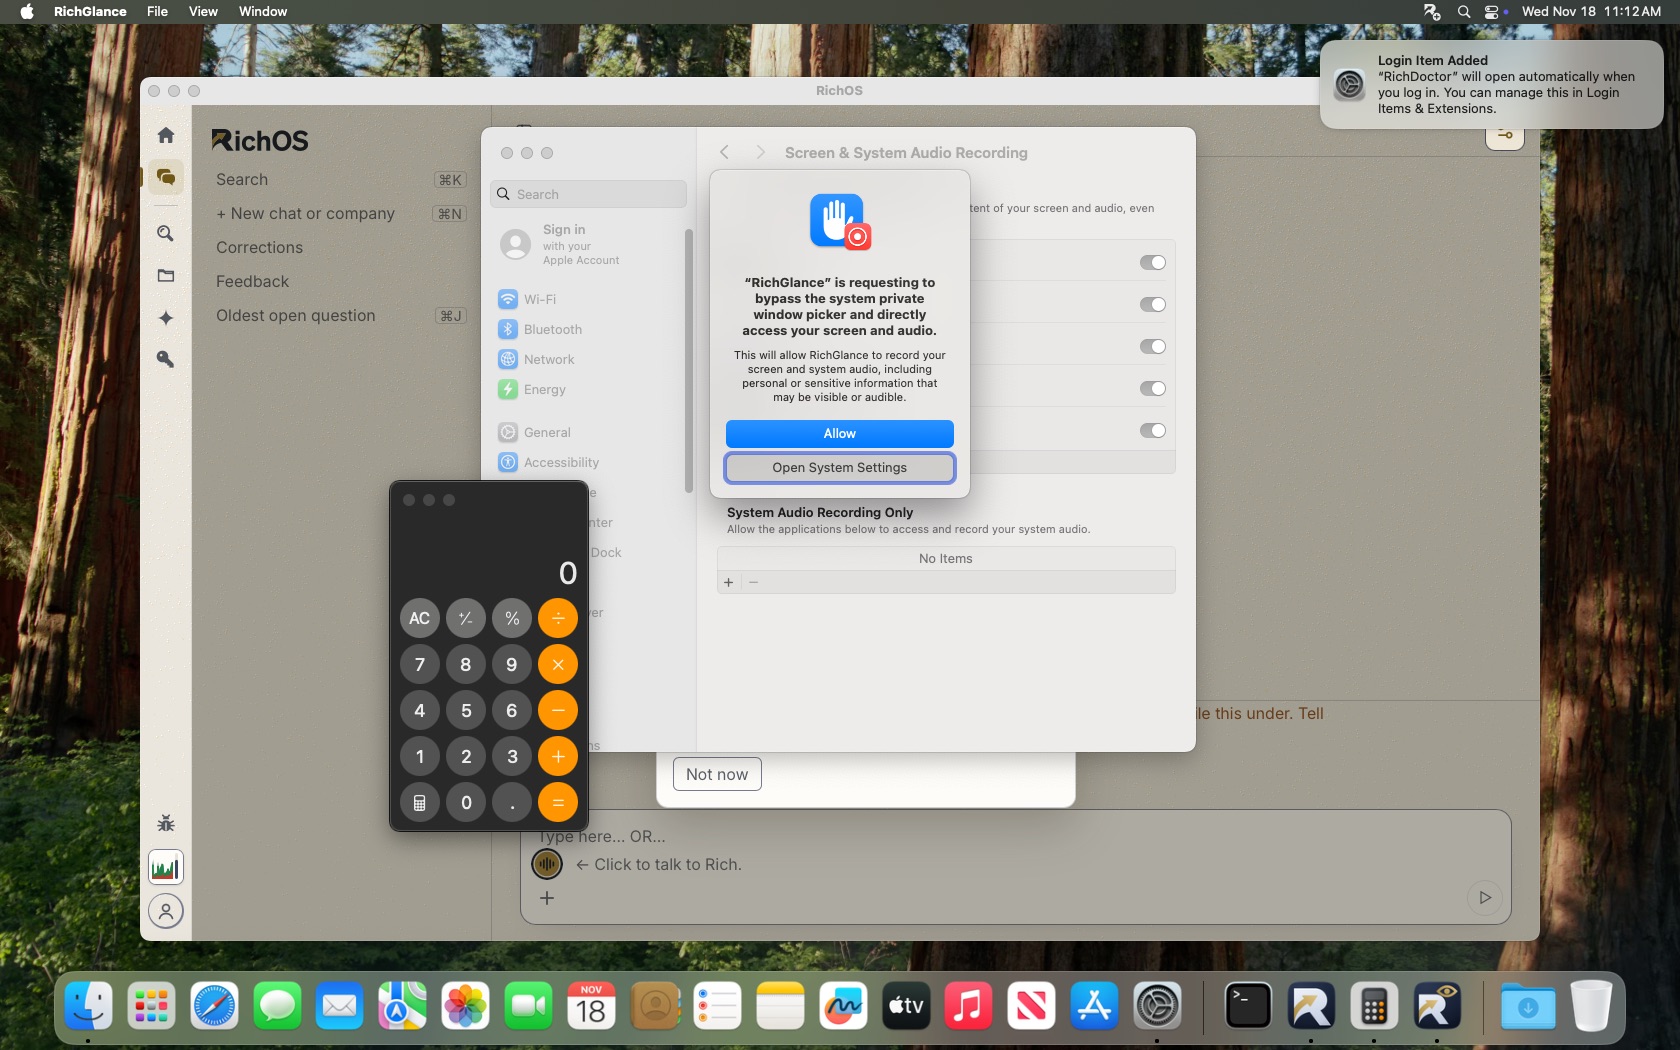 RichGlance File View Window
Wed Nov 18 11:12 AM
Login Item Added
“RichDoctor” will open automatically when
you log in. You can manage this in Login
Items & Extensions.
RichOS
RichOS
Search ⌘K
+ New chat or company ⌘N
Corrections
Feedback
Oldest open question ⌘J
Search
Sign in
with your
Apple Account
Wi-Fi
Bluetooth
Network
Energy
General
Accessibility
Dock
Screen & System Audio Recording
tent of your screen and audio, even
“RichGlance” is requesting to
bypass the system private
window picker and directly
access your screen and audio.
This will allow RichGlance to record your
screen and system audio, including
personal or sensitive information that
may be visible or audible.
Allow
Open System Settings
System Audio Recording Only
Allow the applications below to access and record your system audio.
No Items
+ −
0
AC +⁄− % ÷
7 8 9 ×
4 5 6 −
1 2 3 +
0 . =
ile this under. Tell
Not now
Type here... OR...
← Click to talk to Rich.
+
NOV
18
tv